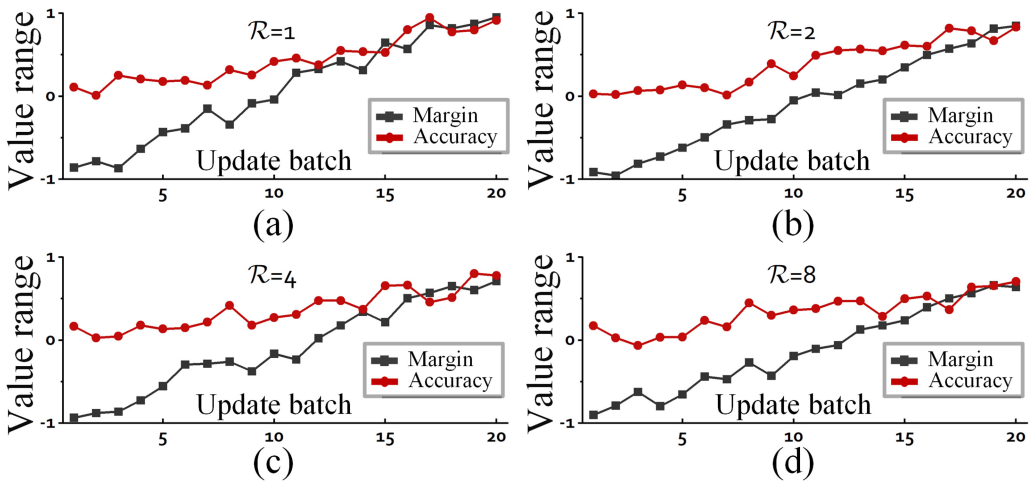 Value range
1
0
-1
R=1
Margin
Accuracy
Update batch
5
10
15
20
(a)
Value range
1
0
-1
R=2
Margin
Accuracy
Update batch
5
10
15
20
(b)
Value range
1
0
-1
R=4
Margin
Accuracy
Update batch
5
10
15
20
(c)
Value range
1
0
-1
R=8
Margin
Accuracy
Update batch
5
10
15
20
(d)